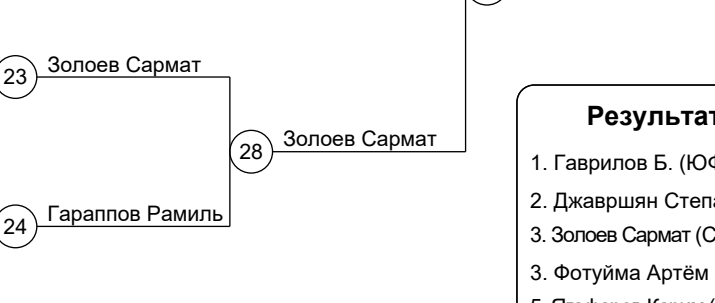 23 Золоев Сармат
28 Золоев Сармат
24 Гараппов Рамиль
Результат
1. Гаврилов Б. (ЮФ
2. Джавршян Степа
3. Золоев Сармат (С
3. Фотуйма Артём